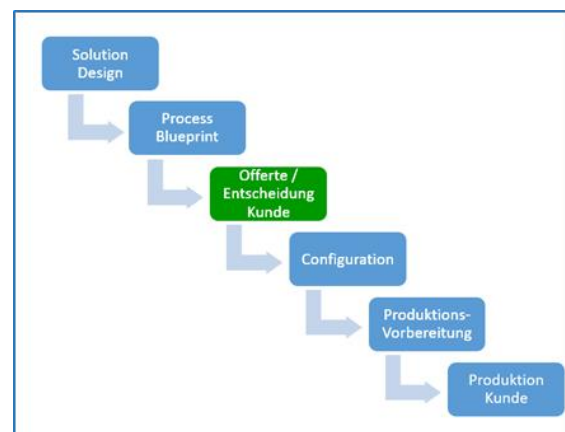 Solution
Design
Process
Blueprint
Offerte /
Entscheidung
Kunde
Configuration
Produktions-
Vorbereitung
Produktion
Kunde